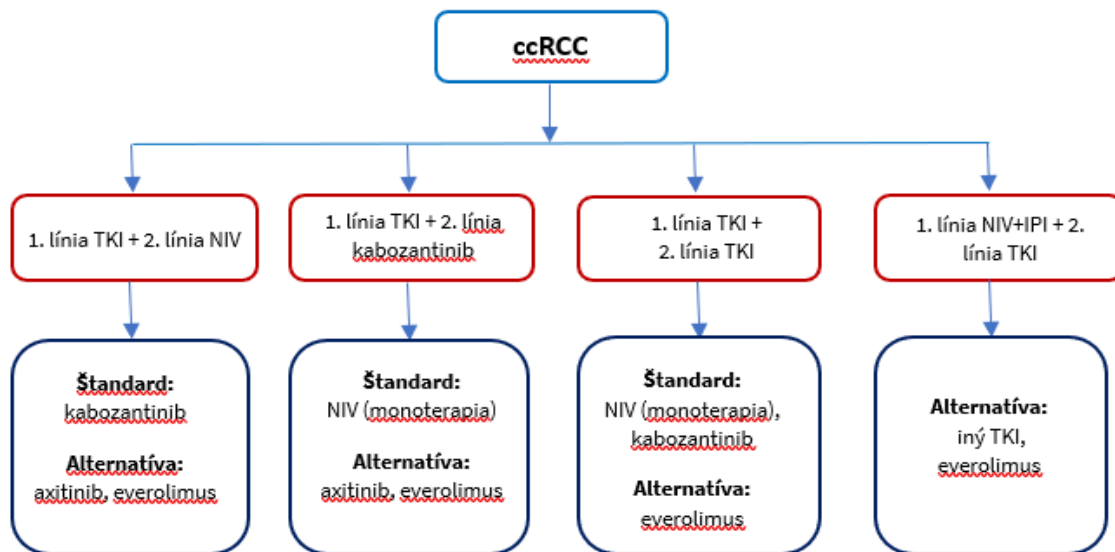 ccRCC
1. línia TKI + 2. línia NIV
1. línia TKI + 2. línia
kabozantinib
1. línia TKI +
2. línia TKI
1. línia NIV+IPI + 2.
línia TKI
Štandard:
kabozantinib
Alternatíva:
axitinib, everolimus
Štandard:
NIV (monoterapia)
Alternatíva:
axitinib, everolimus
Štandard:
NIV (monoterapia),
kabozantinib
Alternatíva:
everolimus
Alternatíva:
iný TKI,
everolimus